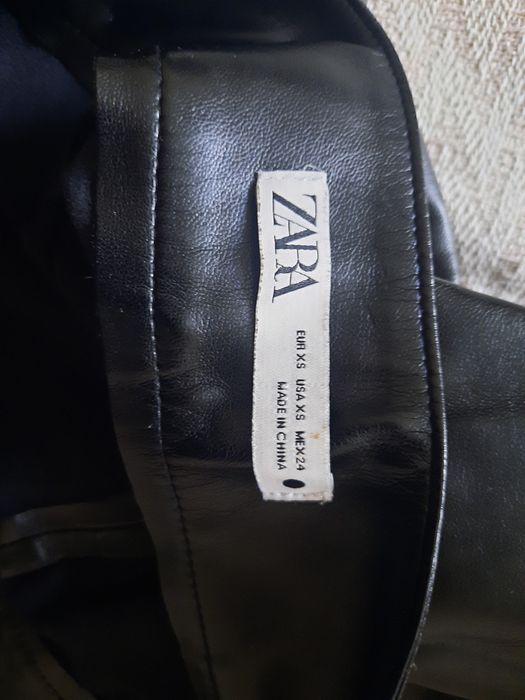 ZARA
EUR XS USA XS MEX 24
MADE IN CHINA